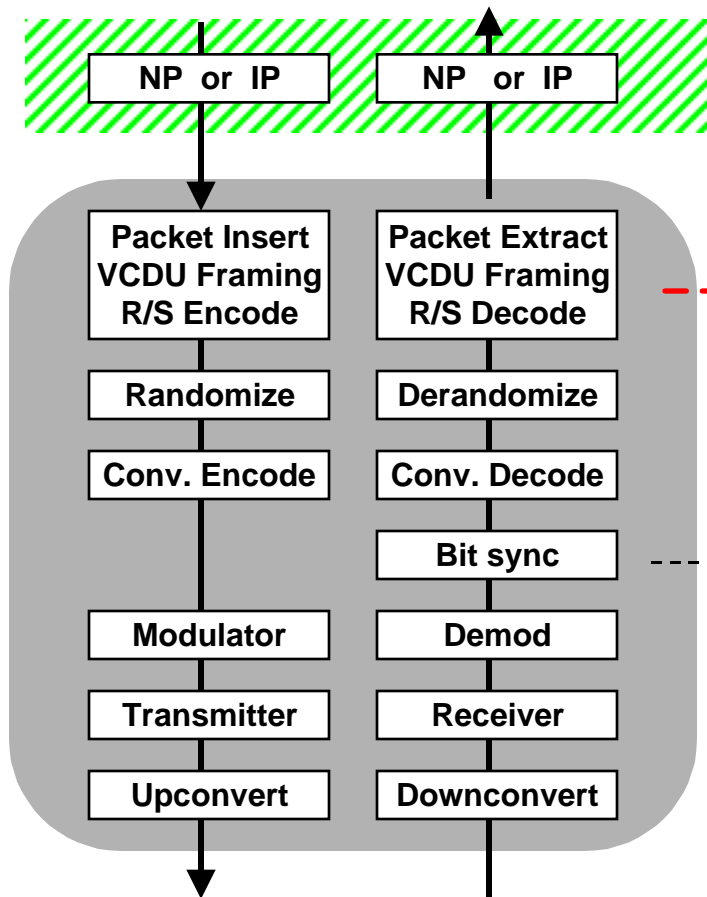 NP or IP
NP or IP
Packet Insert
VCDU Framing
R/S Encode
Packet Extract
VCDU Framing
R/S Decode
Randomize
Derandomize
Conv. Encode
Conv. Decode
Bit sync
Modulator
Demod
Transmitter
Receiver
Upconvert
Downconvert